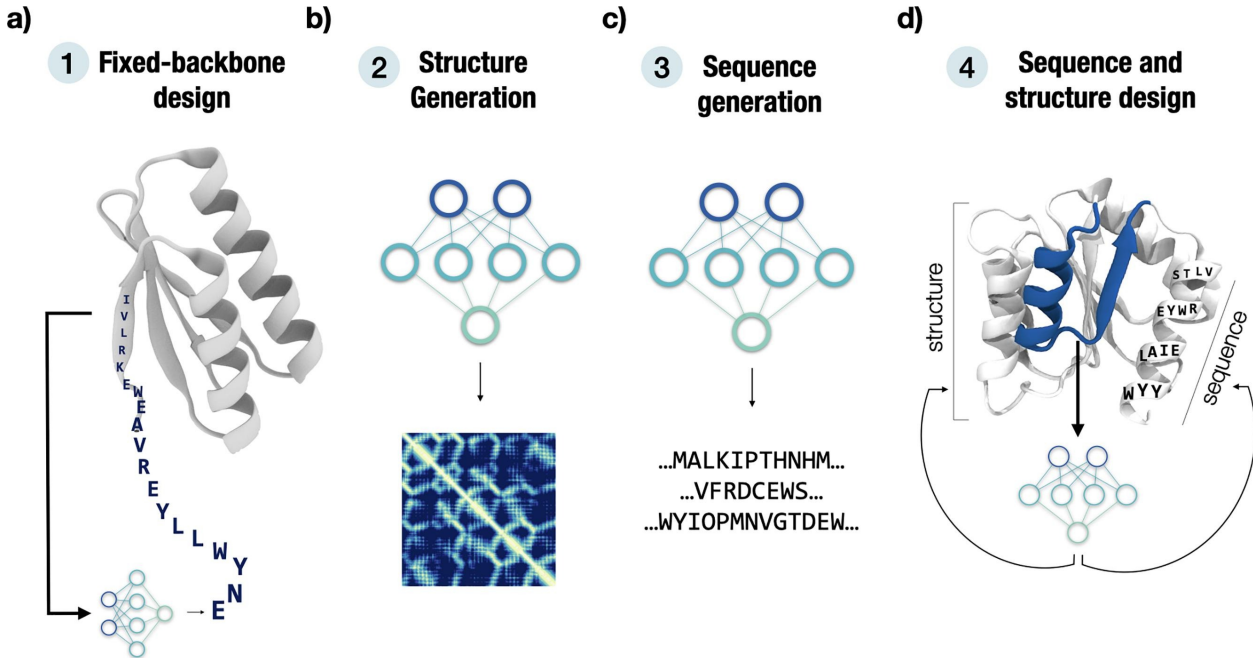 a)
1 Fixed-backbone
design
I
V
L
R
K
E
W
E
A
V
R
E
Y
L
L
W
Y
N
E
b)
2 Structure
Generation
c)
3 Sequence
generation
...MALKIPTHNHM...
...VFRDCEWS...
...WYIOPMNVGTDEW...
d)
4 Sequence and
structure design
structure
STLV
EYWR
LAIE
WYY
sequence